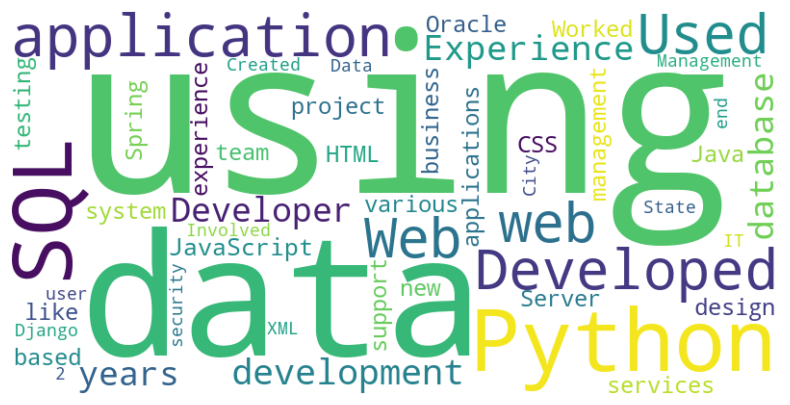 application
Oracle
Worked
Used
Experience
Management
testing
Created
Data
using
Spring
experience
project
business
applications
management
end
database
team
HTML
CSS
City
Java
SQL
system
Developer
various
State
web
Web
Involved
JavaScript
IT
data
security
XML
support
new
Developed
user
like
Server
design
Django
based
2
years
development
Python
services